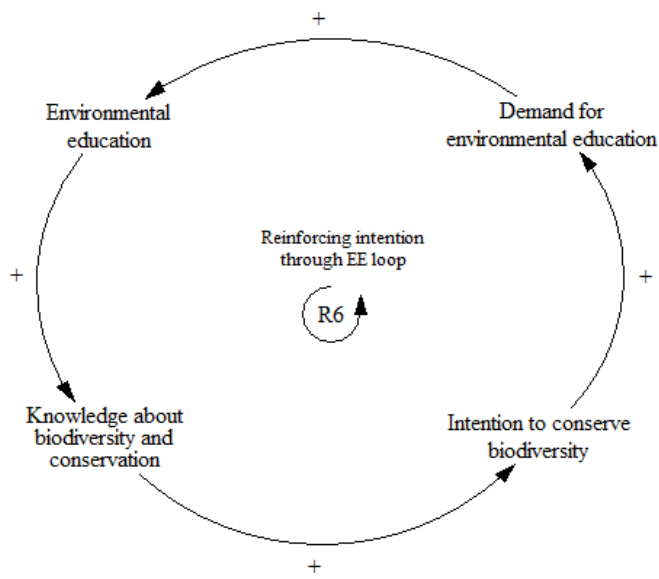 +
Environmental
education
Demand for
environmental education
Reinforcing intention
through EE loop
+
+
R6
Knowledge about
biodiversity and
conservation
Intention to conserve
biodiversity
+